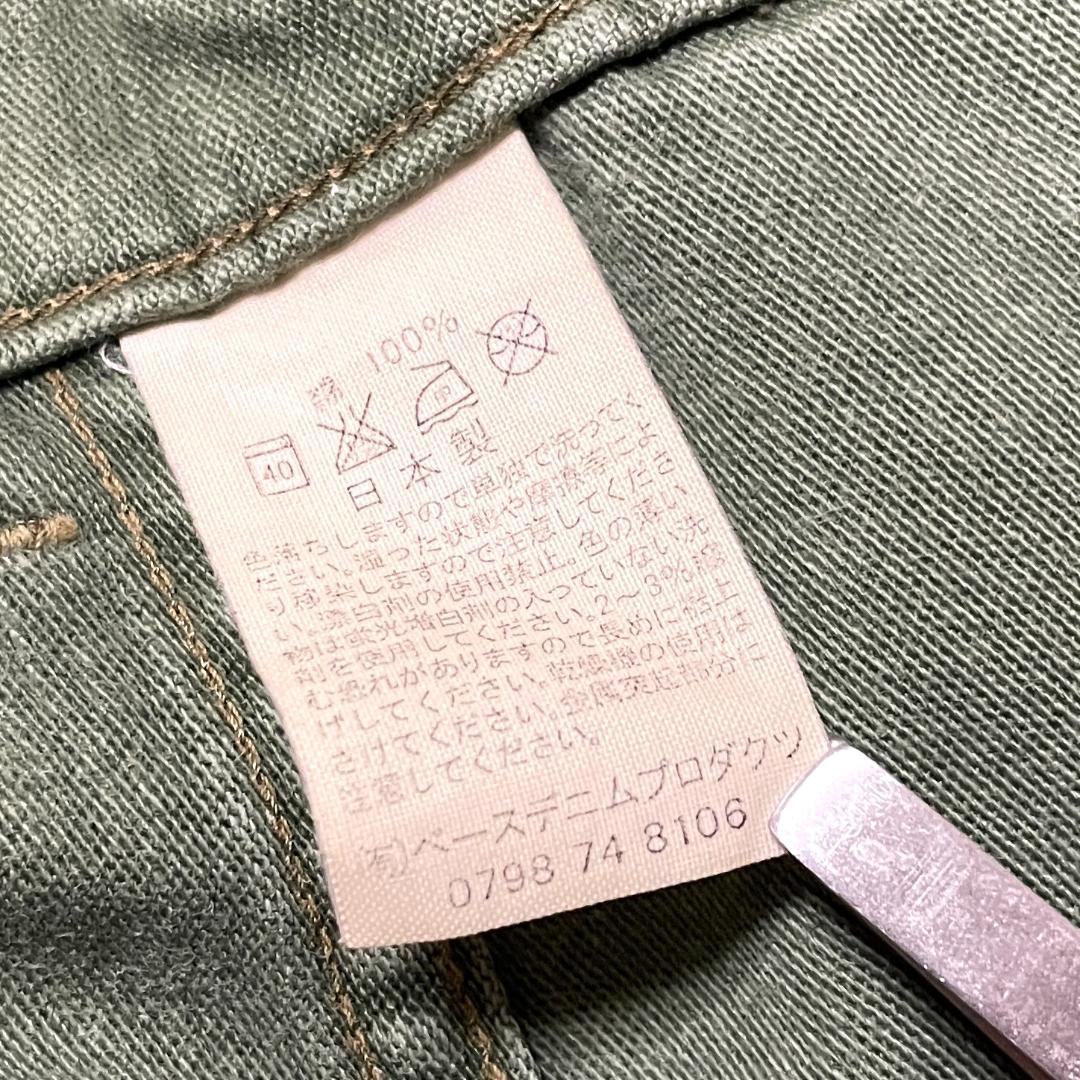 綿 100%
40
日本製
色落ちしますので単独で洗ってく
ださい。湿った状態や摩擦等によ
り移染しますので注意してくださ
い。漂白剤の使用禁止。色の薄い
物は蛍光増白剤の入っていない洗
剤を使用してください。2〜3%縮
む恐れがありますので長めに裾上
げしてください。乾燥機の使用は
さけてください。金属突起部分に
注意してください。
(有)ベースデニムプロダクツ
0798 74 8106